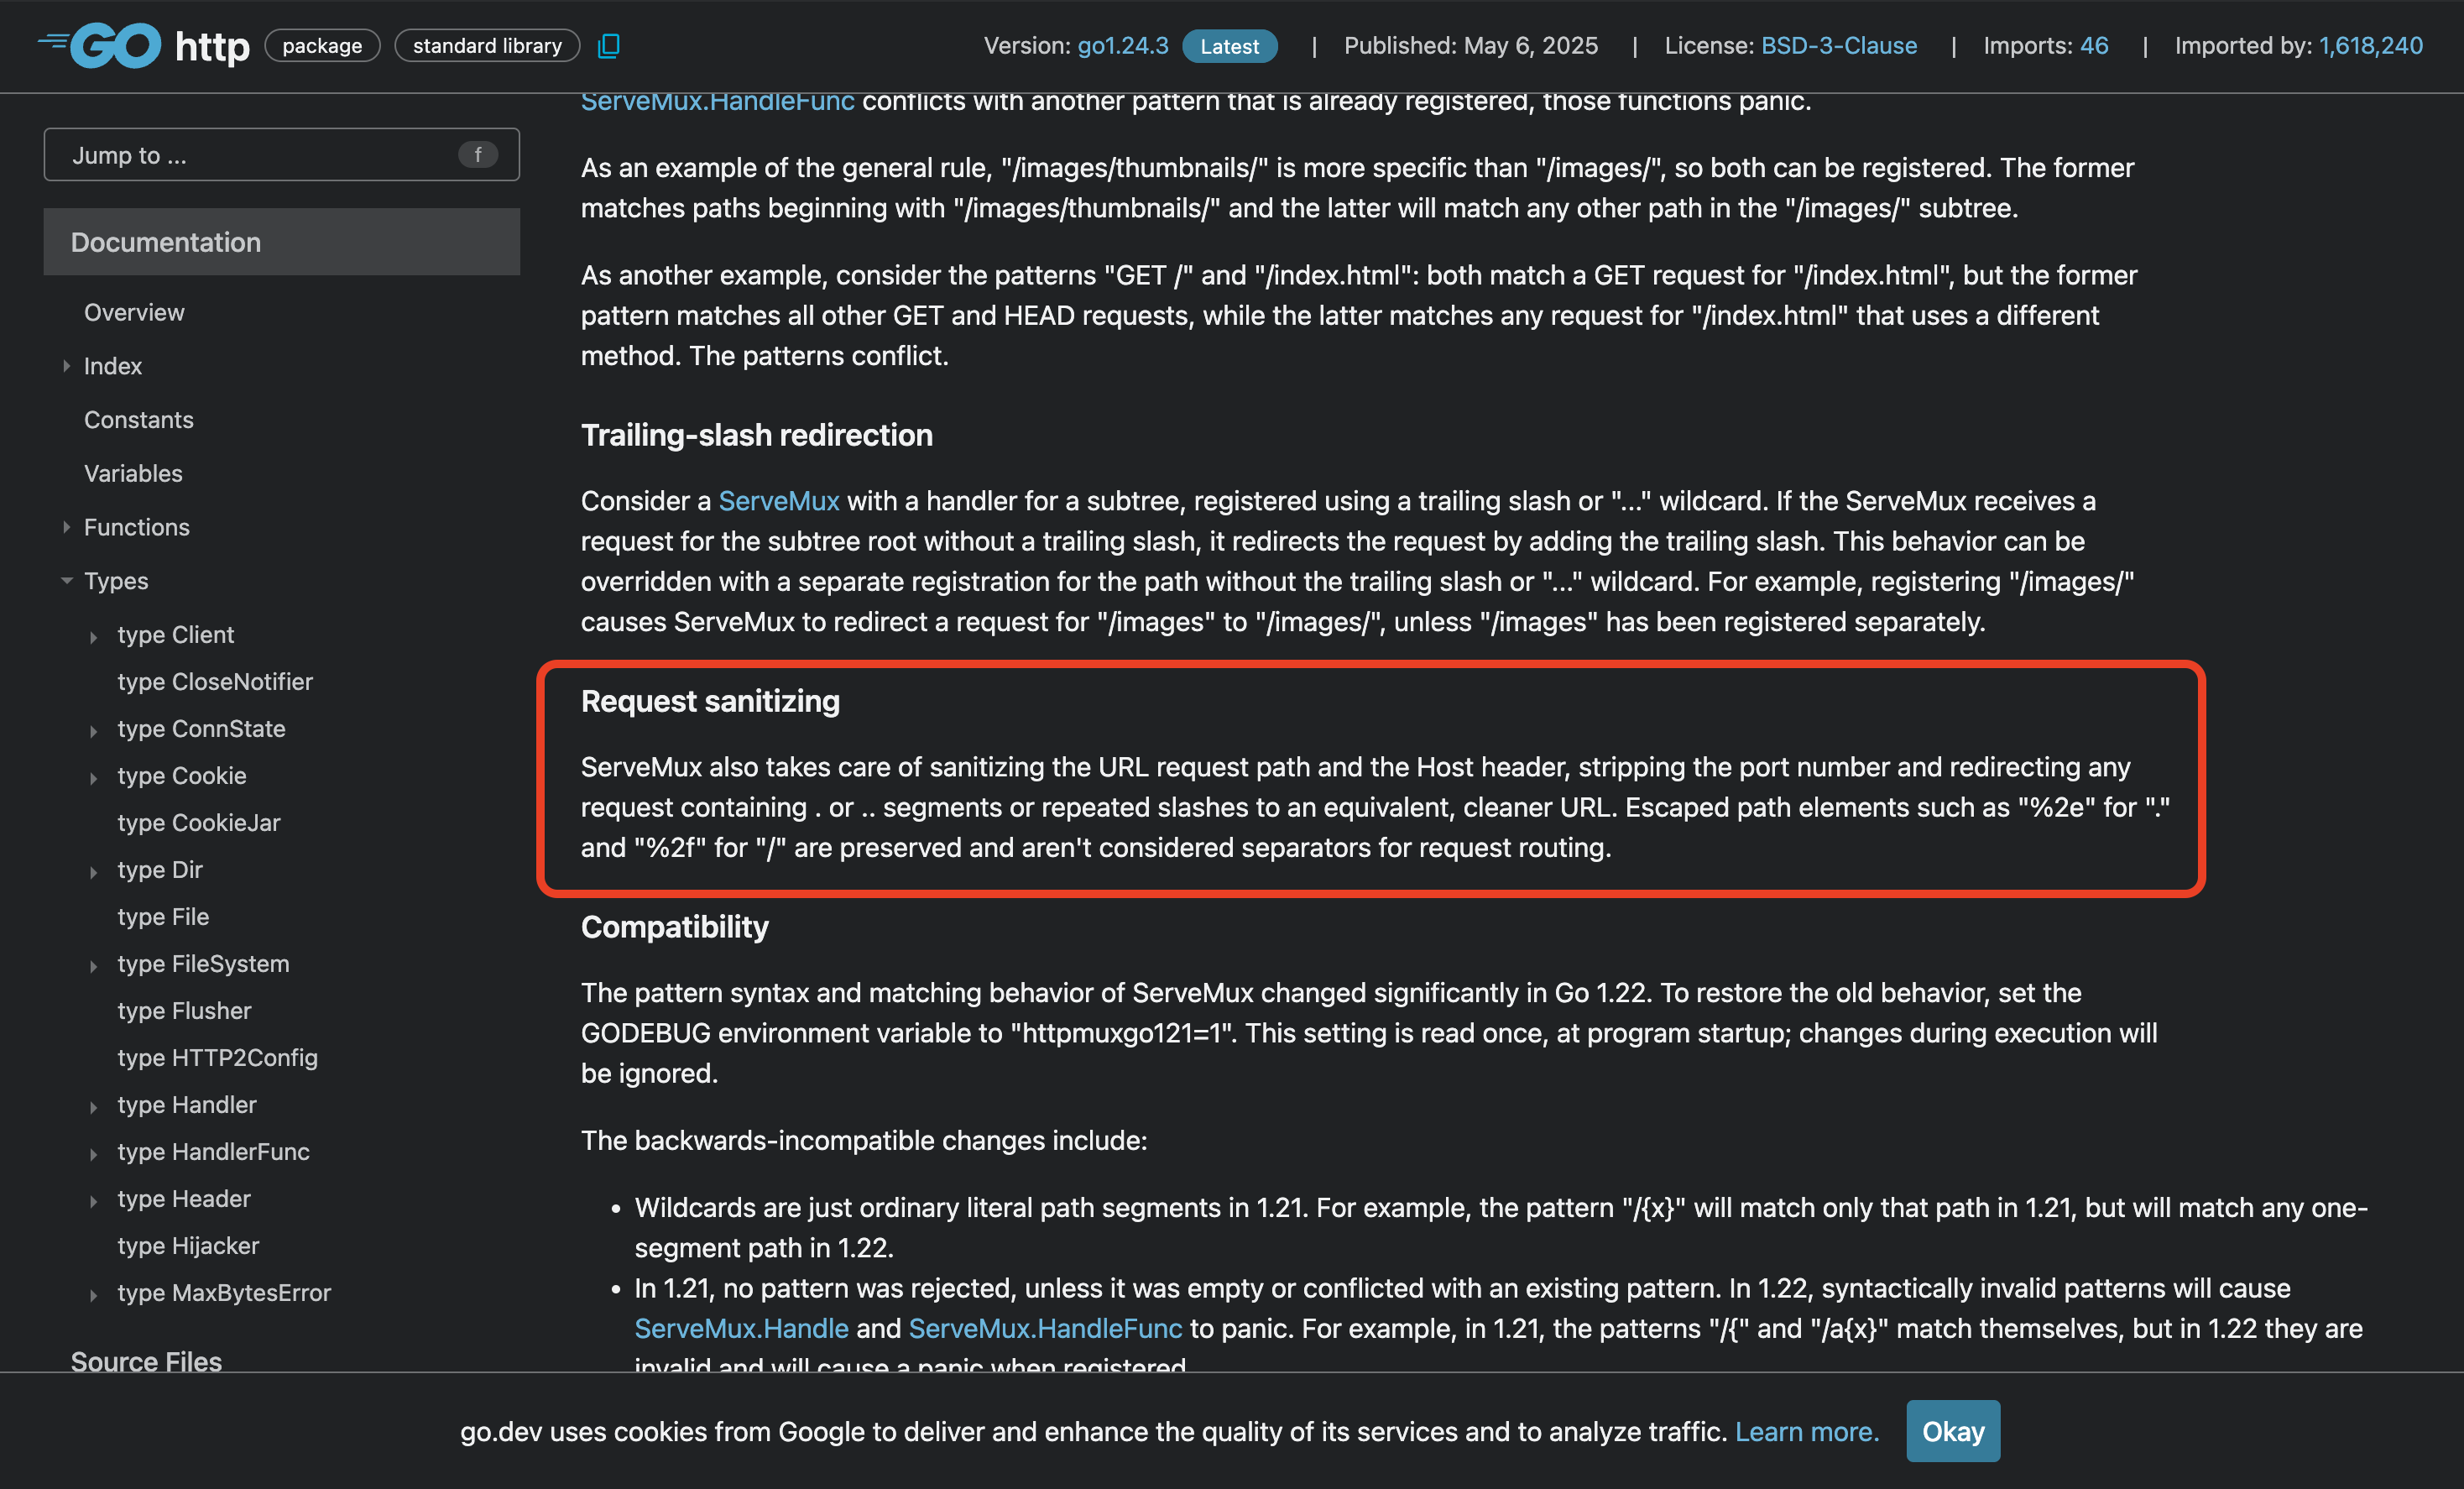 GO http package standard library
Version: go1.24.3 Latest | Published: May 6, 2025 | License: BSD-3-Clause | Imports: 46 | Imported by: 1,618,240
Jump to ... f
Documentation
Overview
Index
Constants
Variables
Functions
Types
type Client
type CloseNotifier
type ConnState
type Cookie
type CookieJar
type Dir
type File
type FileSystem
type Flusher
type HTTP2Config
type Handler
type HandlerFunc
type Header
type Hijacker
type MaxBytesError
Source Files
ServeMux.HandleFunc conflicts with another pattern that is already registered, those functions panic.
As an example of the general rule, "/images/thumbnails/" is more specific than "/images/", so both can be registered. The former
matches paths beginning with "/images/thumbnails/" and the latter will match any other path in the "/images/" subtree.
As another example, consider the patterns "GET /" and "/index.html": both match a GET request for "/index.html", but the former
pattern matches all other GET and HEAD requests, while the latter matches any request for "/index.html" that uses a different
method. The patterns conflict.
Trailing-slash redirection
Consider a ServeMux with a handler for a subtree, registered using a trailing slash or "..." wildcard. If the ServeMux receives a
request for the subtree root without a trailing slash, it redirects the request by adding the trailing slash. This behavior can be
overridden with a separate registration for the path without the trailing slash or "..." wildcard. For example, registering "/images/"
causes ServeMux to redirect a request for "/images" to "/images/", unless "/images" has been registered separately.
Request sanitizing
ServeMux also takes care of sanitizing the URL request path and the Host header, stripping the port number and redirecting any
request containing . or .. segments or repeated slashes to an equivalent, cleaner URL. Escaped path elements such as "%2e" for "."
and "%2f" for "/" are preserved and aren't considered separators for request routing.
Compatibility
The pattern syntax and matching behavior of ServeMux changed significantly in Go 1.22. To restore the old behavior, set the
GODEBUG environment variable to "httpmuxgo121=1". This setting is read once, at program startup; changes during execution will
be ignored.
The backwards-incompatible changes include:
• Wildcards are just ordinary literal path segments in 1.21. For example, the pattern "/{x}" will match only that path in 1.21, but will match any one-
segment path in 1.22.
• In 1.21, no pattern was rejected, unless it was empty or conflicted with an existing pattern. In 1.22, syntactically invalid patterns will cause
ServeMux.Handle and ServeMux.HandleFunc to panic. For example, in 1.21, the patterns "/{" and "/a{x}" match themselves, but in 1.22 they are
invalid and will cause a panic when registered.
go.dev uses cookies from Google to deliver and enhance the quality of its services and to analyze traffic. Learn more. Okay